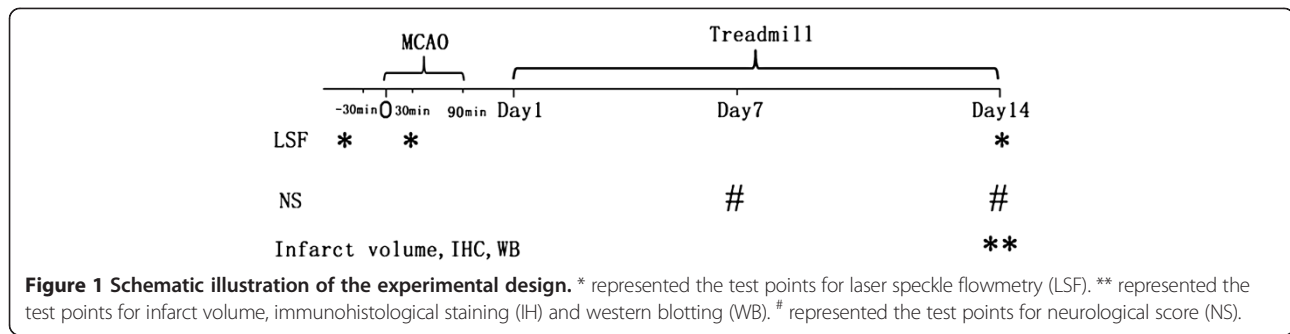 MCAO Treadmill
-30min 0 30min 90min Day1 Day7 Day14
LSF * * *
NS # #
Infarct volume, IHC, WB **
Figure 1 Schematic illustration of the experimental design. * represented the test points for laser speckle flowmetry (LSF). ** represented the
test points for infarct volume, immunohistological staining (IH) and western blotting (WB). # represented the test points for neurological score (NS).